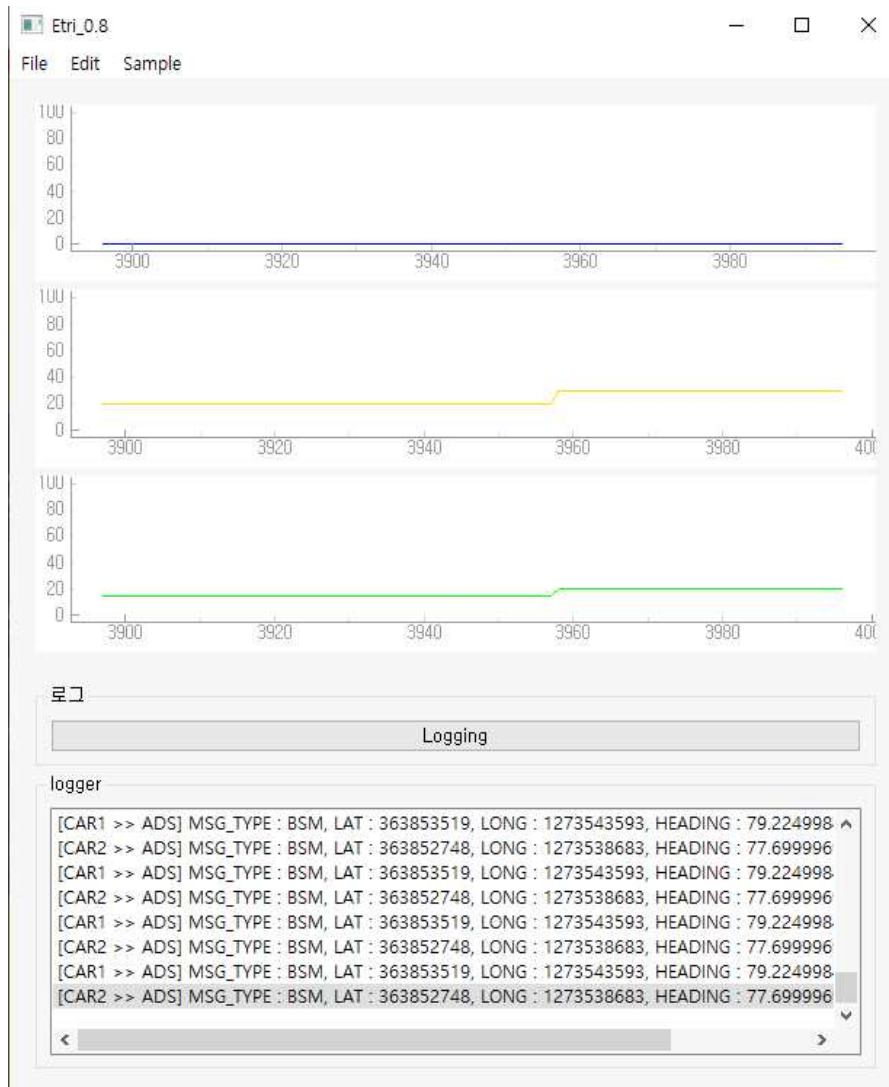 Etri_0.8
File Edit Sample
100
80
60
40
20
0
3900 3920 3940 3960 3980
100
80
60
40
20
0
3900 3920 3940 3960 3980 400
100
80
60
40
20
0
3900 3920 3940 3960 3980 400
로그
Logging
logger
[CAR1 >> ADS] MSG_TYPE : BSM, LAT : 363853519, LONG : 1273543593, HEADING : 79.224998
[CAR2 >> ADS] MSG_TYPE : BSM, LAT : 363852748, LONG : 1273538683, HEADING : 77.699996
[CAR1 >> ADS] MSG_TYPE : BSM, LAT : 363853519, LONG : 1273543593, HEADING : 79.224998
[CAR2 >> ADS] MSG_TYPE : BSM, LAT : 363852748, LONG : 1273538683, HEADING : 77.699996
[CAR1 >> ADS] MSG_TYPE : BSM, LAT : 363853519, LONG : 1273543593, HEADING : 79.224998
[CAR2 >> ADS] MSG_TYPE : BSM, LAT : 363852748, LONG : 1273538683, HEADING : 77.699996
[CAR1 >> ADS] MSG_TYPE : BSM, LAT : 363853519, LONG : 1273543593, HEADING : 79.224998
[CAR2 >> ADS] MSG_TYPE : BSM, LAT : 363852748, LONG : 1273538683, HEADING : 77.699996